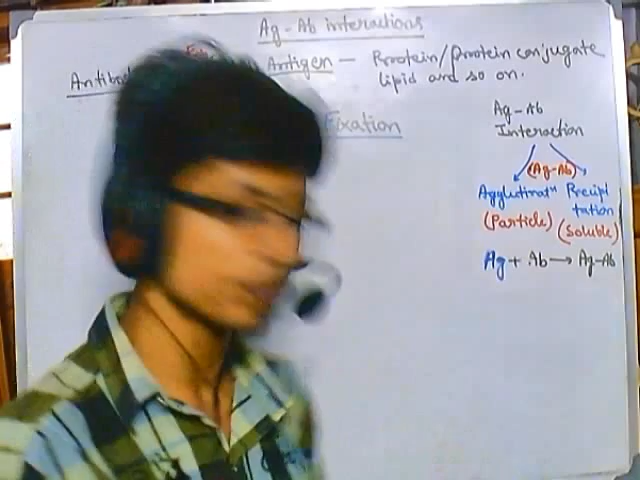 Ag-Ab interactions
Antigen — Protein/Protein conjugate
lipid and so on.
Fixation
Ag-Ab
Interaction
(Ag-Ab)
Agglutinatⁿ Precipi
tation
(Particle) (Soluble)
Ag + Ab → Ag-Ab